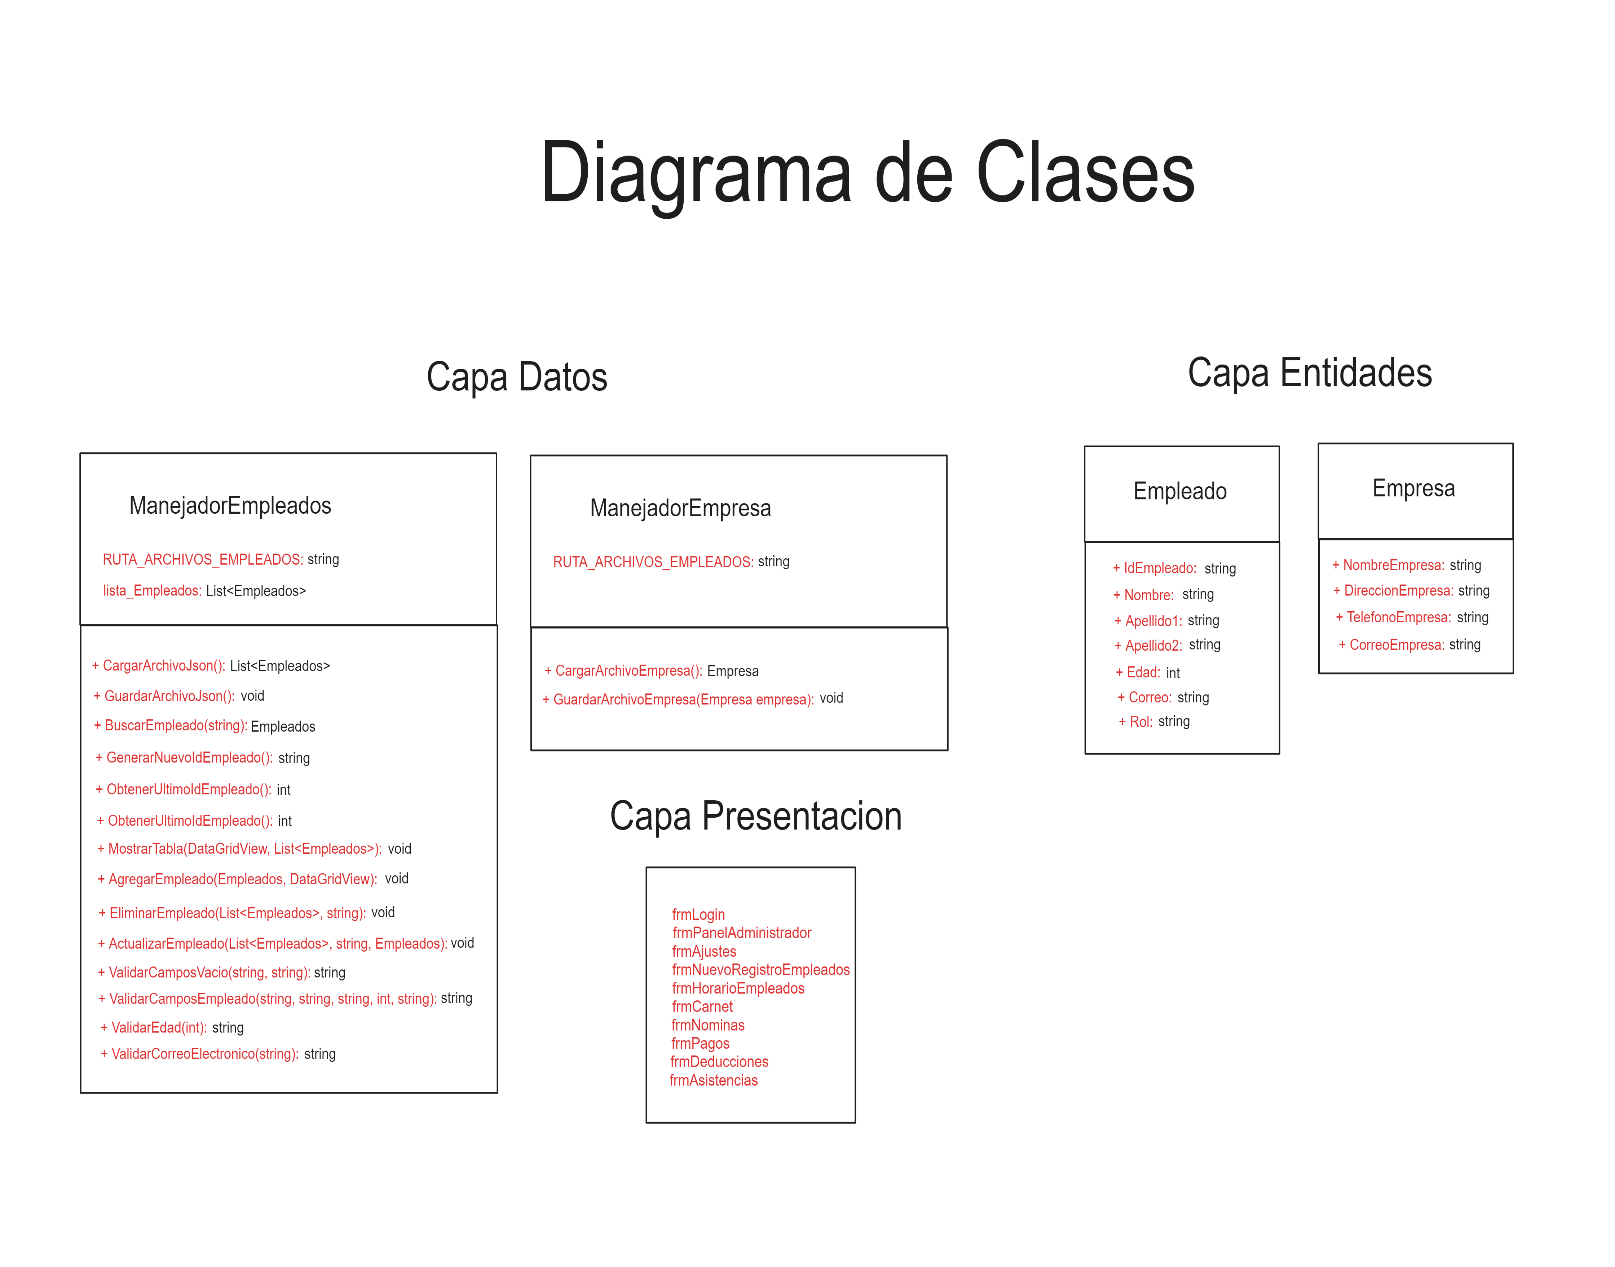 Diagrama de Clases
Capa Datos
ManejadorEmpleados
RUTA_ARCHIVOS_EMPLEADOS: string
lista_Empleados: List<Empleados>
+ CargarArchivoJson(): List<Empleados>
+ GuardarArchivoJson(): void
+ BuscarEmpleado(string): Empleados
+ GenerarNuevoIdEmpleado(): string
+ ObtenerUltimoIdEmpleado(): int
+ ObtenerUltimoIdEmpleado(): int
+ MostrarTabla(DataGridView, List<Empleados>): void
+ AgregarEmpleado(Empleados, DataGridView): void
+ EliminarEmpleado(List<Empleados>, string): void
+ ActualizarEmpleado(List<Empleados>, string, Empleados): void
+ ValidarCamposVacio(string, string): string
+ ValidarCamposEmpleado(string, string, string, int, string): string
+ ValidarEdad(int): string
+ ValidarCorreoElectronico(string): string
ManejadorEmpresa
RUTA_ARCHIVOS_EMPLEADOS: string
+ CargarArchivoEmpresa(): Empresa
+ GuardarArchivoEmpresa(Empresa empresa): void
Capa Presentacion
frmLogin
frmPanelAdministrador
frmAjustes
frmNuevoRegistroEmpleados
frmHorarioEmpleados
frmCarnet
frmNominas
frmPagos
frmDeducciones
frmAsistencias
Capa Entidades
Empleado
+ IdEmpleado: string
+ Nombre: string
+ Apellido1: string
+ Apellido2: string
+ Edad: int
+ Correo: string
+ Rol: string
Empresa
+ NombreEmpresa: string
+ DireccionEmpresa: string
+ TelefonoEmpresa: string
+ CorreoEmpresa: string